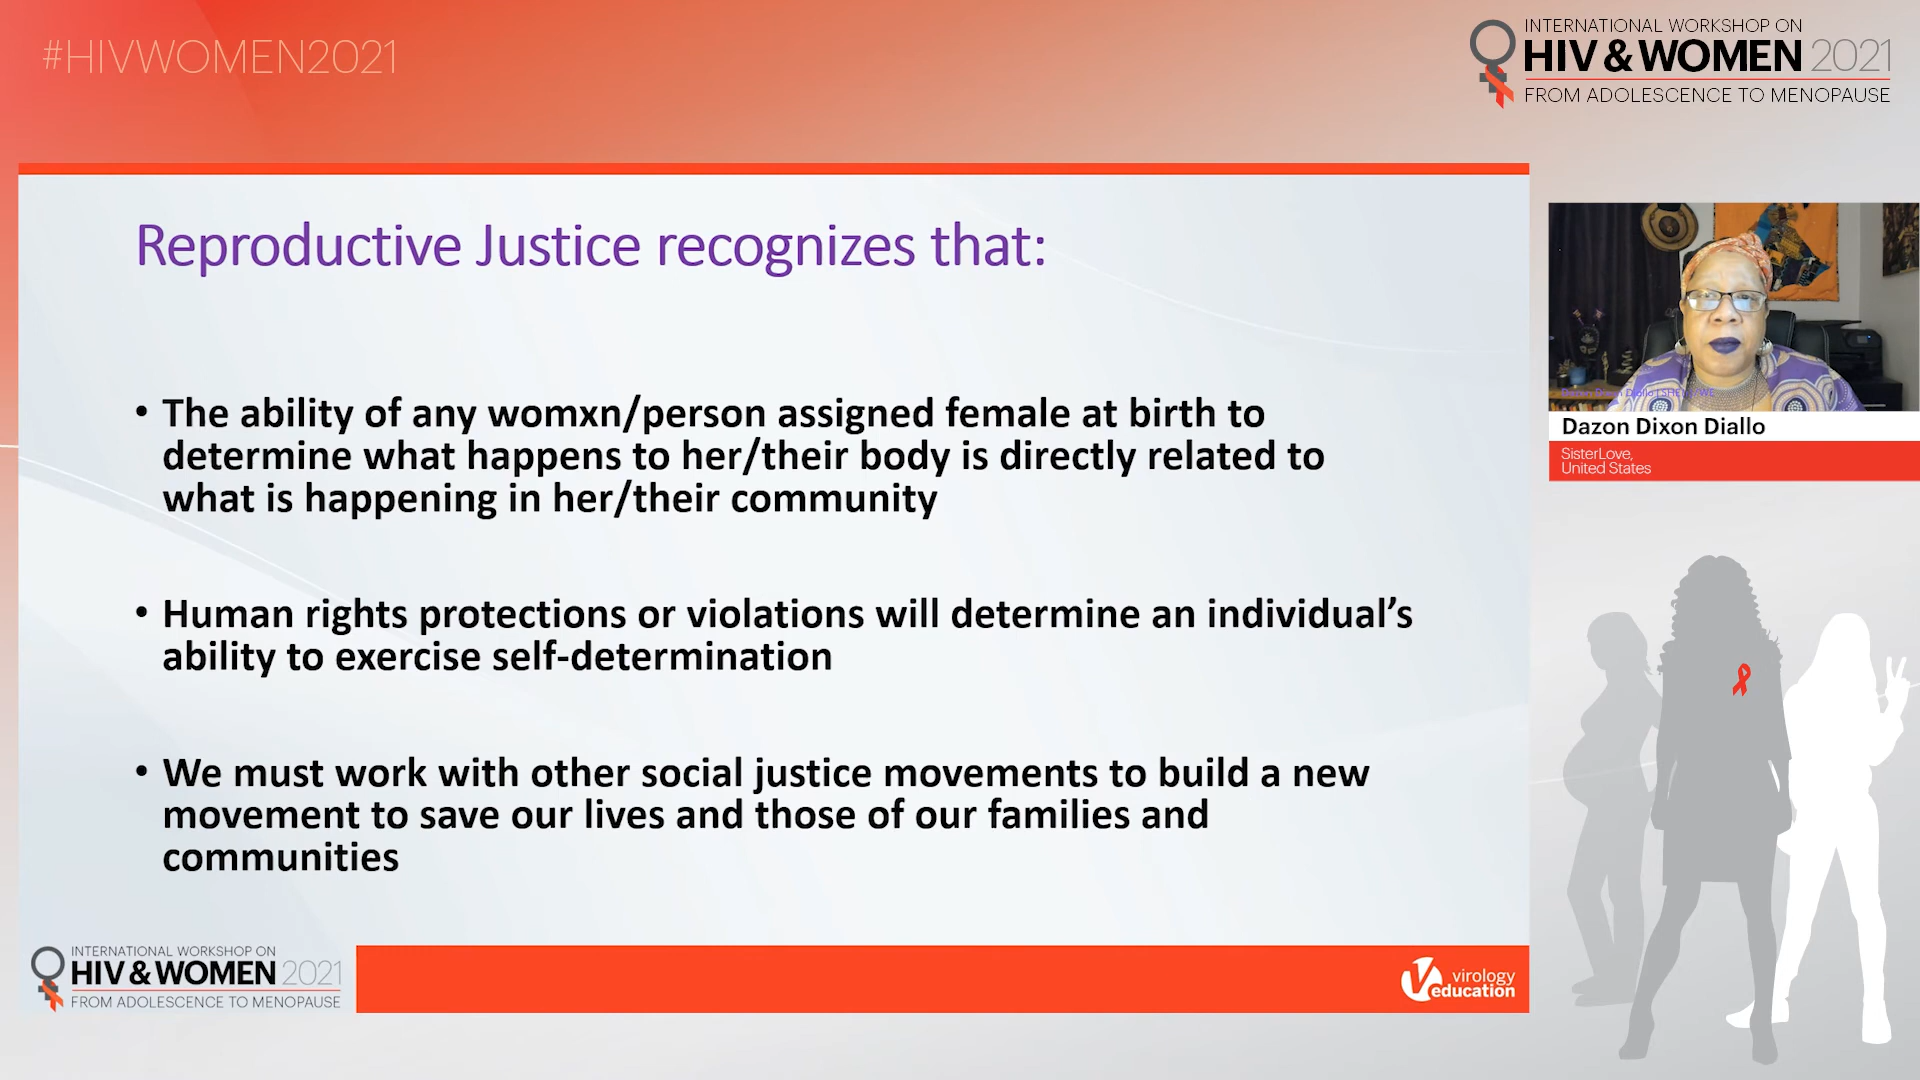 #HIVWOMEN2021
INTERNATIONAL WORKSHOP ON
HIV & WOMEN 2021
FROM ADOLESCENCE TO MENOPAUSE
Reproductive Justice recognizes that:
• The ability of any womxn/person assigned female at birth to
determine what happens to her/their body is directly related to
what is happening in her/their community
• Human rights protections or violations will determine an individual’s
ability to exercise self-determination
• We must work with other social justice movements to build a new
movement to save our lives and those of our families and
communities
Dazon Dixon Diallo
SisterLove,
United States
INTERNATIONAL WORKSHOP ON
HIV & WOMEN 2021
FROM ADOLESCENCE TO MENOPAUSE
virology
education